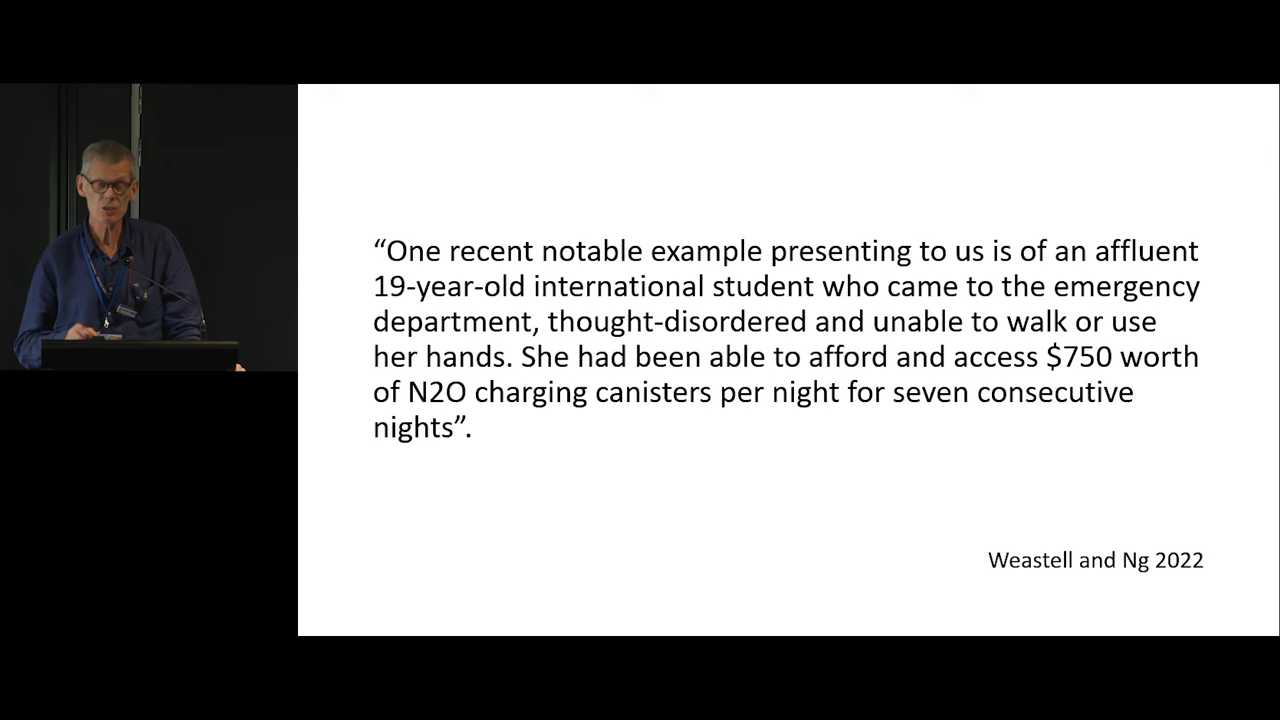 “One recent notable example presenting to us is of an affluent
19-year-old international student who came to the emergency
department, thought-disordered and unable to walk or use
her hands. She had been able to afford and access $750 worth
of N2O charging canisters per night for seven consecutive
nights”.
Weastell and Ng 2022